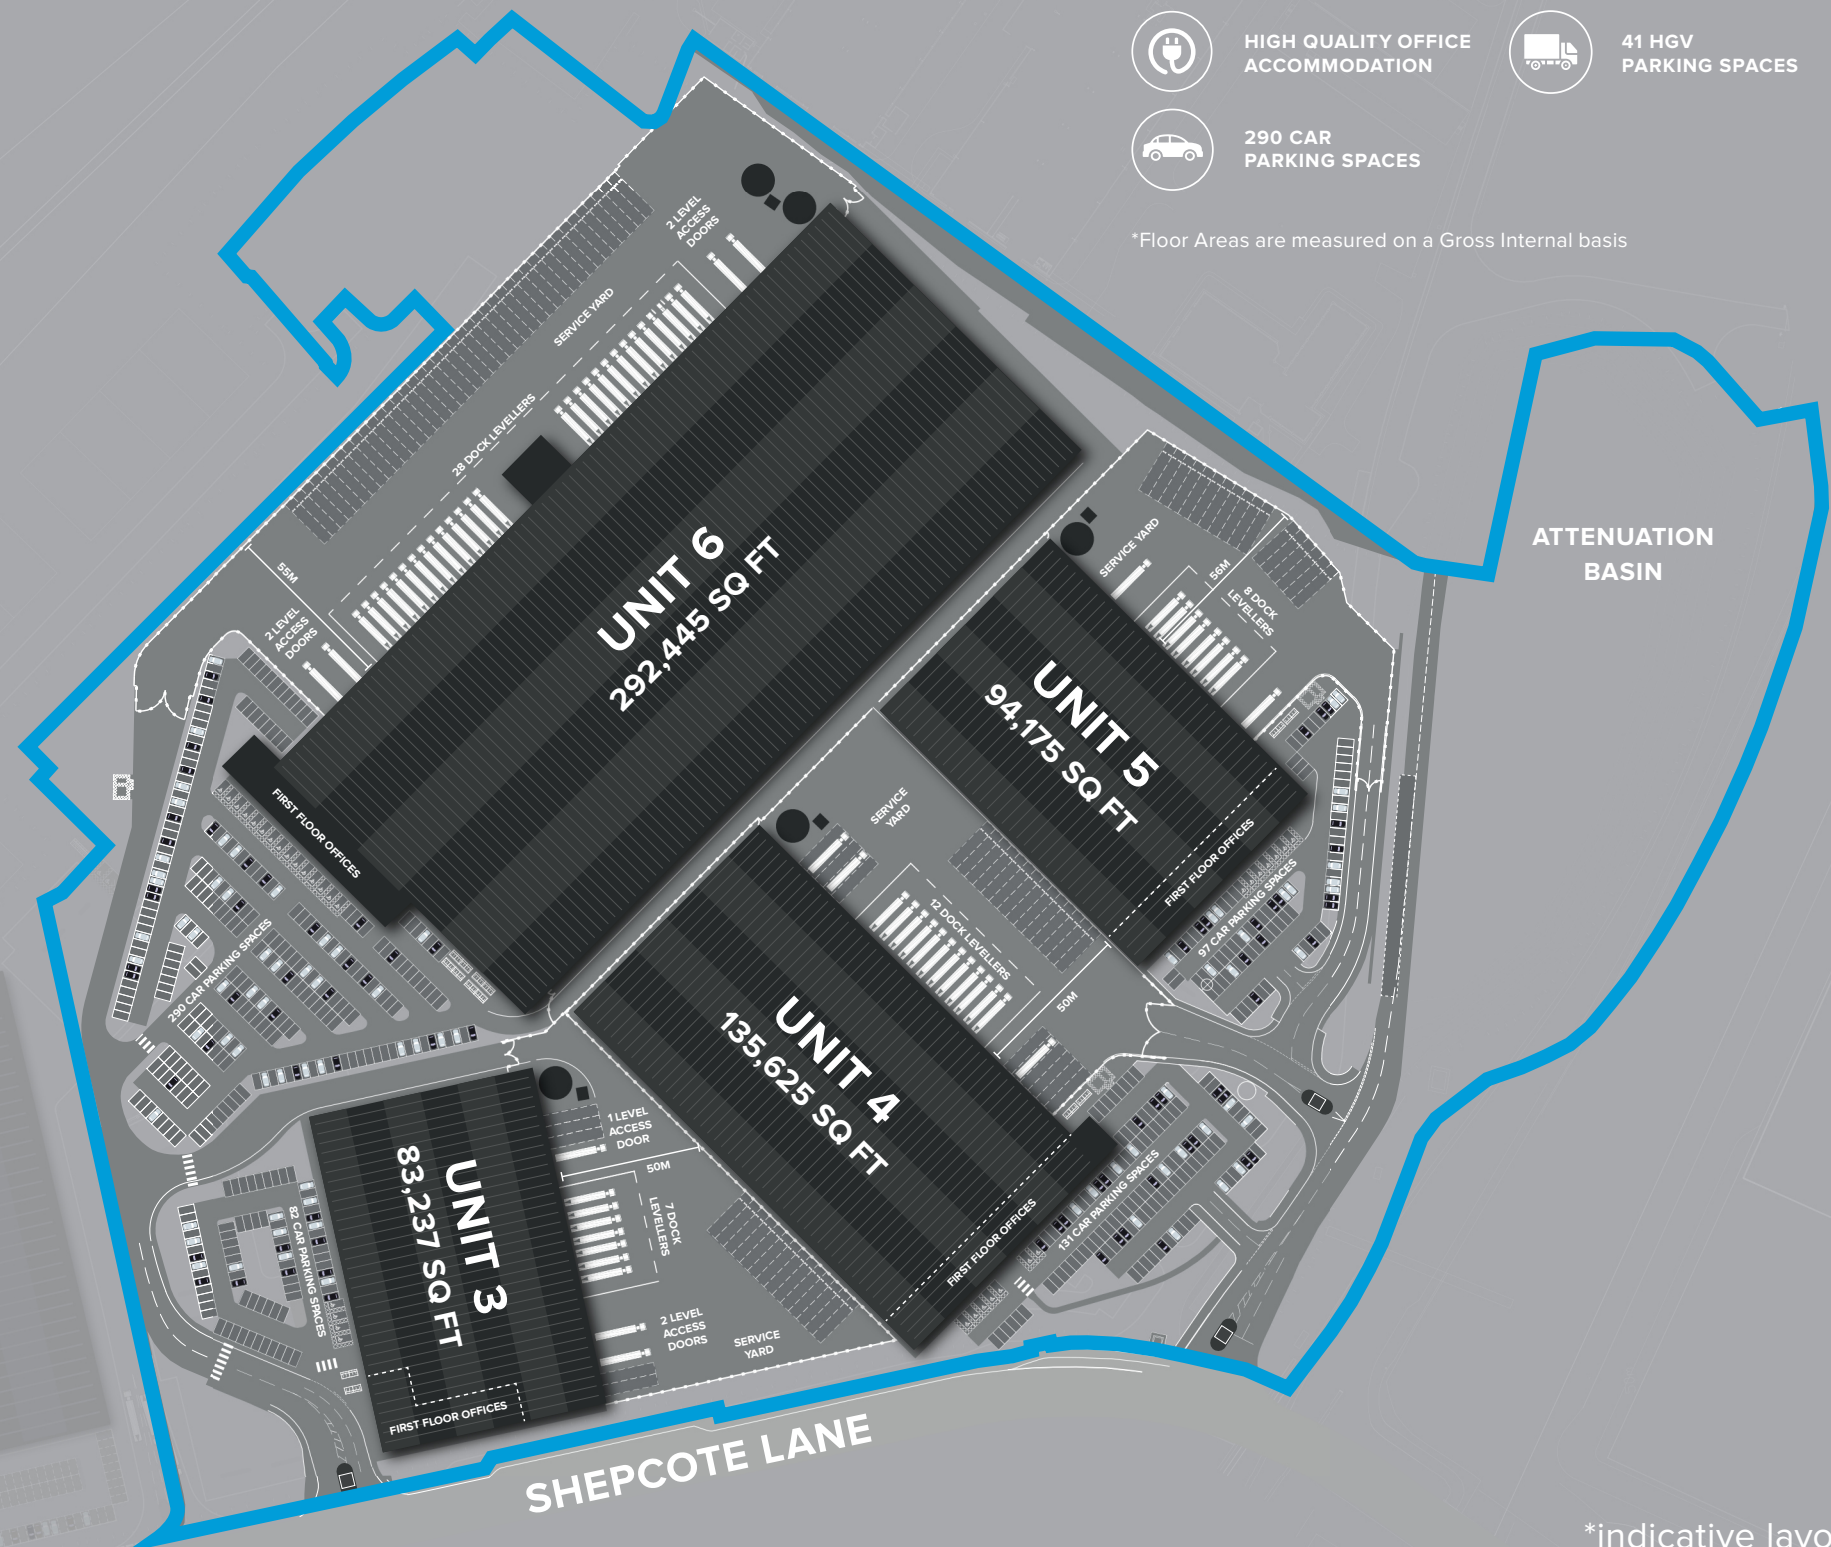 HIGH QUALITY OFFICE
ACCOMMODATION
41 HGV
PARKING SPACES
290 CAR
PARKING SPACES
*Floor Areas are measured on a Gross Internal basis
2 LEVEL
ACCESS
DOORS
SERVICE YARD
28 DOCK LEVELLERS
55M
2 LEVEL
ACCESS
DOORS
UNIT 6
292,445 SQ FT
FIRST FLOOR OFFICES
290 CAR PARKING SPACES
SERVICE YARD
56M
8 DOCK
LEVELLERS
UNIT 5
94,175 SQ FT
FIRST FLOOR OFFICES
97 CAR PARKING SPACES
ATTENUATION
BASIN
SERVICE
YARD
12 DOCK LEVELLERS
50M
UNIT 4
135,625 SQ FT
FIRST FLOOR OFFICES
131 CAR PARKING SPACES
1 LEVEL
ACCESS
DOOR
50M
7 DOCK
LEVELLERS
UNIT 3
83,237 SQ FT
82 CAR PARKING SPACES
2 LEVEL
ACCESS
DOORS
SERVICE
YARD
FIRST FLOOR OFFICES
SHEPCOTE LANE
*indicative layo